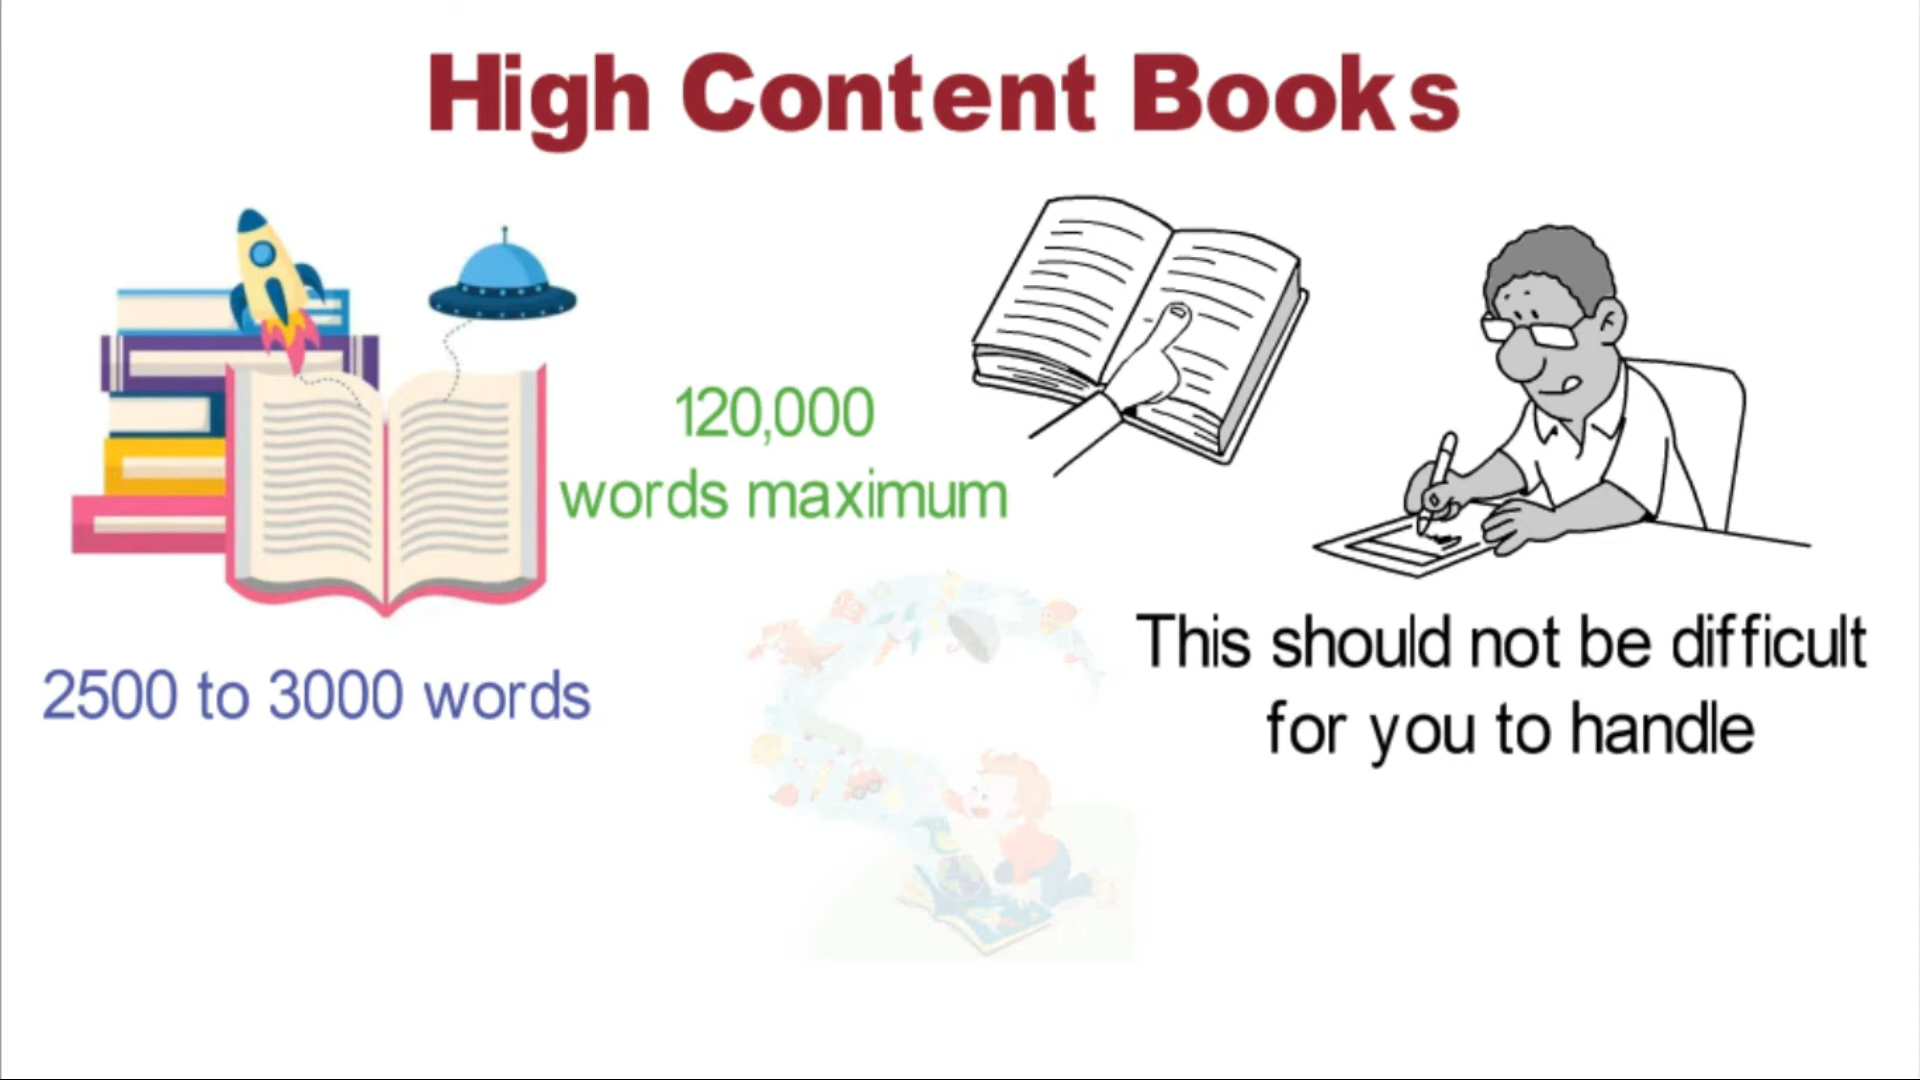 High Content Books
120,000
words maximum
2500 to 3000 words
This should not be difficult
for you to handle